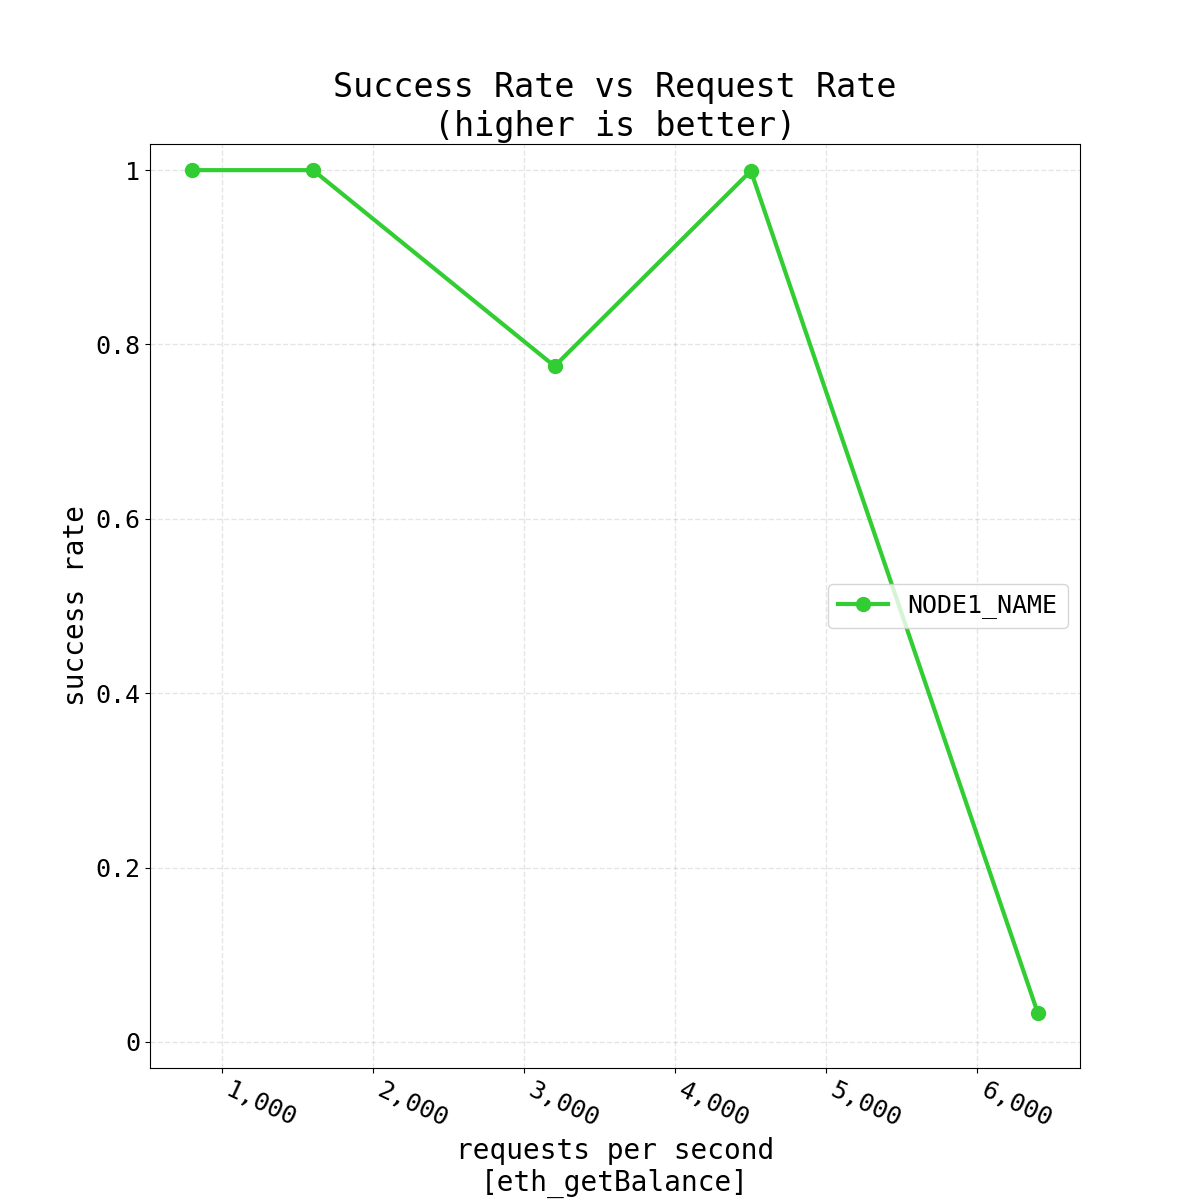 Success Rate vs Request Rate
(higher is better)
1
0.8
0.6
0.4
0.2
0
success rate
NODE1_NAME
1,000
2,000
3,000
4,000
5,000
6,000
requests per second
[eth_getBalance]